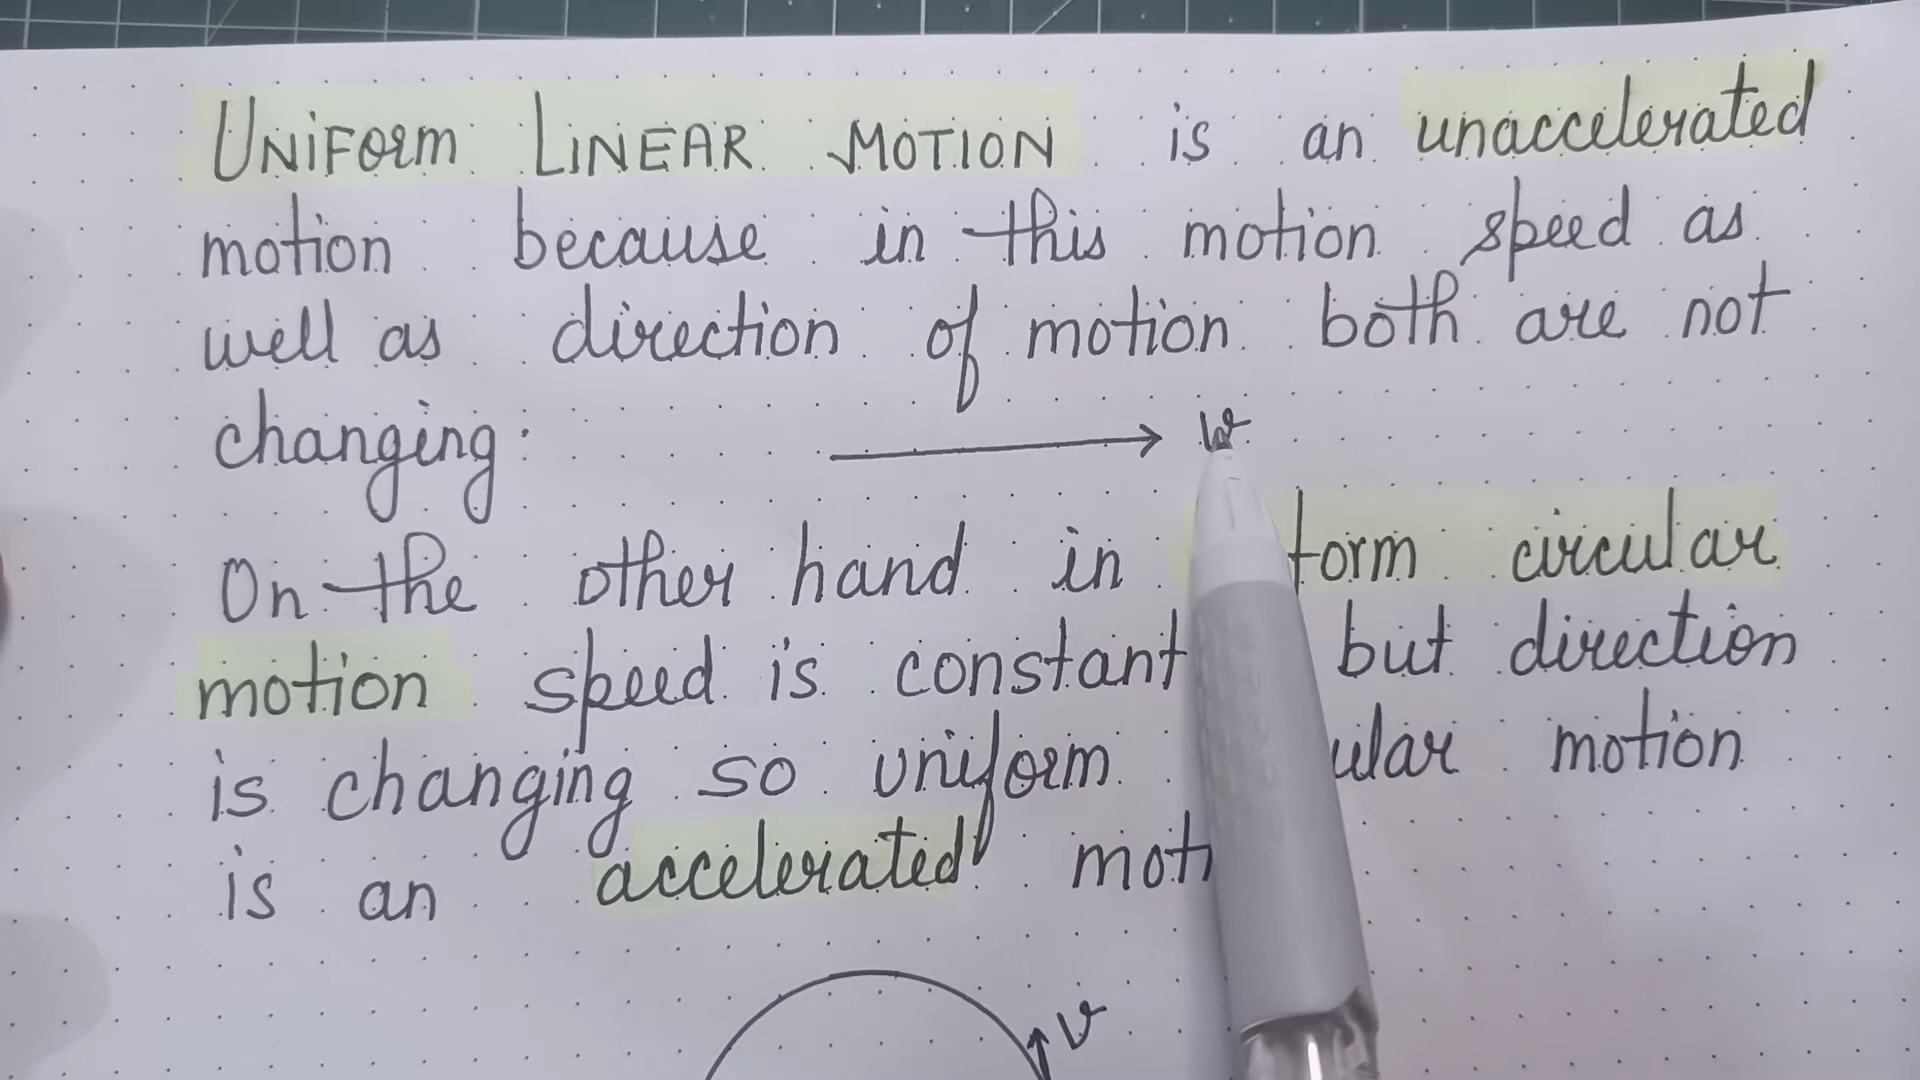 UNIFORM LINEAR MOTION is an unaccelerated
motion because in this motion speed as
well as direction of motion both are not
changing:
On the other hand in form circular
motion speed is constant but direction
is changing so uniform ular motion
is an accelerated moti
v